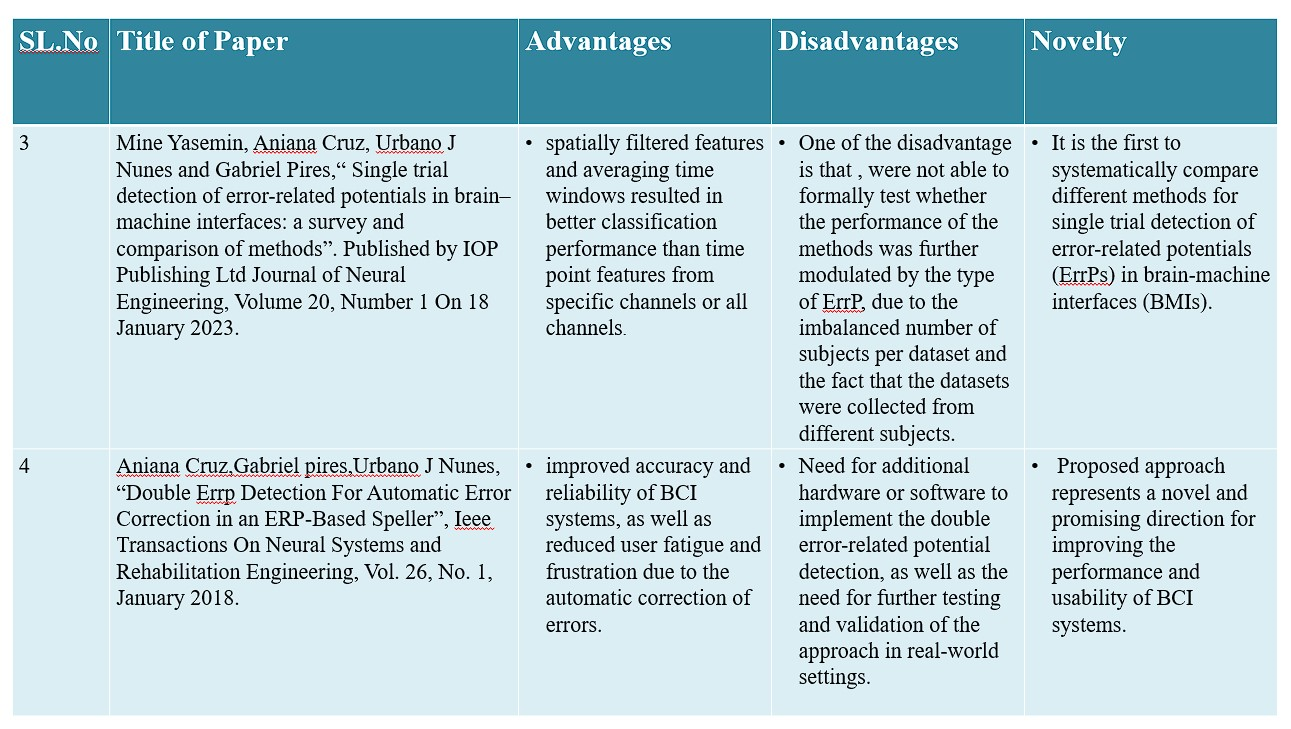 SL.No
Title of Paper
Advantages
Disadvantages
Novelty
3
Mine Yasemin, Aniana Cruz, Urbano J
Nunes and Gabriel Pires,“ Single trial
detection of error-related potentials in brain–
machine interfaces: a survey and
comparison of methods”. Published by IOP
Publishing Ltd Journal of Neural
Engineering, Volume 20, Number 1 On 18
January 2023.
• spatially filtered features
and averaging time
windows resulted in
better classification
performance than time
point features from
specific channels or all
channels.
• One of the disadvantage
is that , were not able to
formally test whether
the performance of the
methods was further
modulated by the type
of ErrP, due to the
imbalanced number of
subjects per dataset and
the fact that the datasets
were collected from
different subjects.
• It is the first to
systematically compare
different methods for
single trial detection of
error-related potentials
(ErrPs) in brain-machine
interfaces (BMIs).
4
Aniana Cruz,Gabriel pires,Urbano J Nunes,
“Double Errp Detection For Automatic Error
Correction in an ERP-Based Speller”, Ieee
Transactions On Neural Systems and
Rehabilitation Engineering, Vol. 26, No. 1,
January 2018.
• improved accuracy and
reliability of BCI
systems, as well as
reduced user fatigue and
frustration due to the
automatic correction of
errors.
• Need for additional
hardware or software to
implement the double
error-related potential
detection, as well as the
need for further testing
and validation of the
approach in real-world
settings.
• Proposed approach
represents a novel and
promising direction for
improving the
performance and
usability of BCI
systems.